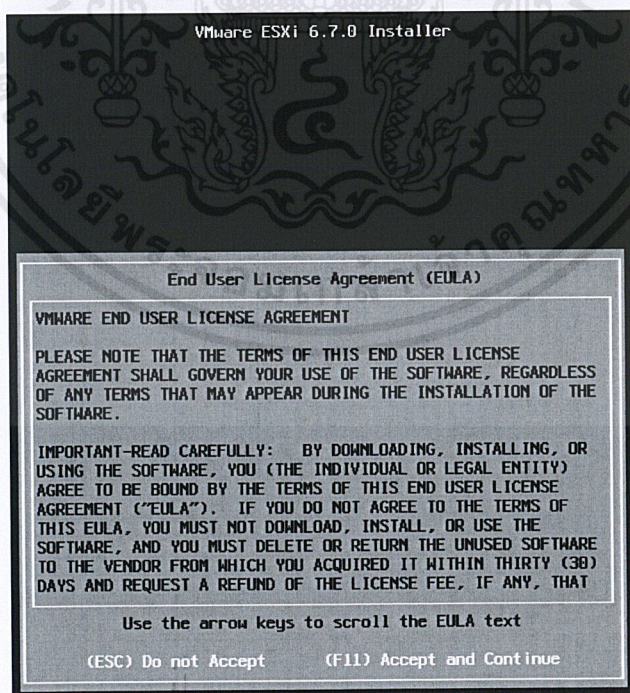 VMware ESXi 6.7.0 Installer
End User License Agreement (EULA)
VMWARE END USER LICENSE AGREEMENT
PLEASE NOTE THAT THE TERMS OF THIS END USER LICENSE
AGREEMENT SHALL GOVERN YOUR USE OF THE SOFTWARE, REGARDLESS
OF ANY TERMS THAT MAY APPEAR DURING THE INSTALLATION OF THE
SOFTWARE.
IMPORTANT-READ CAREFULLY: BY DOWNLOADING, INSTALLING, OR
USING THE SOFTWARE, YOU (THE INDIVIDUAL OR LEGAL ENTITY)
AGREE TO BE BOUND BY THE TERMS OF THIS END USER LICENSE
AGREEMENT ("EULA"). IF YOU DO NOT AGREE TO THE TERMS OF
THIS EULA, YOU MUST NOT DOWNLOAD, INSTALL, OR USE THE
SOFTWARE, AND YOU MUST DELETE OR RETURN THE UNUSED SOFTWARE
TO THE VENDOR FROM WHICH YOU ACQUIRED IT WITHIN THIRTY (30)
DAYS AND REQUEST A REFUND OF THE LICENSE FEE, IF ANY, THAT
Use the arrow keys to scroll the EULA text
(ESC) Do not Accept (F11) Accept and Continue